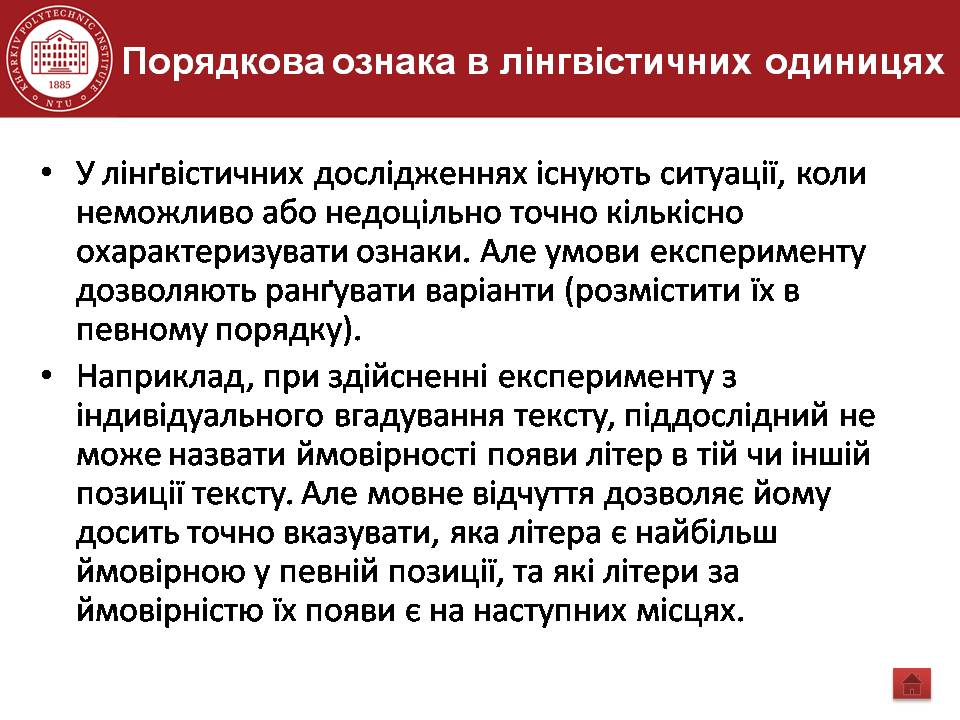 KHARKIV POLYTECHNIC INSTITUTE
1885
NTU
Порядкова ознака в лінгвістичних одиницях
• У лінґвістичних дослідженнях існують ситуації, коли
неможливо або недоцільно точно кількісно
охарактеризувати ознаки. Але умови експерименту
дозволяють ранґувати варіанти (розмістити їх в
певному порядку).
• Наприклад, при здійсненні експерименту з
індивідуального вгадування тексту, піддослідний не
може назвати ймовірності появи літер в тій чи іншій
позиції тексту. Але мовне відчуття дозволяє йому
досить точно вказувати, яка літера є найбільш
ймовірною у певній позиції, та які літери за
ймовірністю їх появи є на наступних місцях.